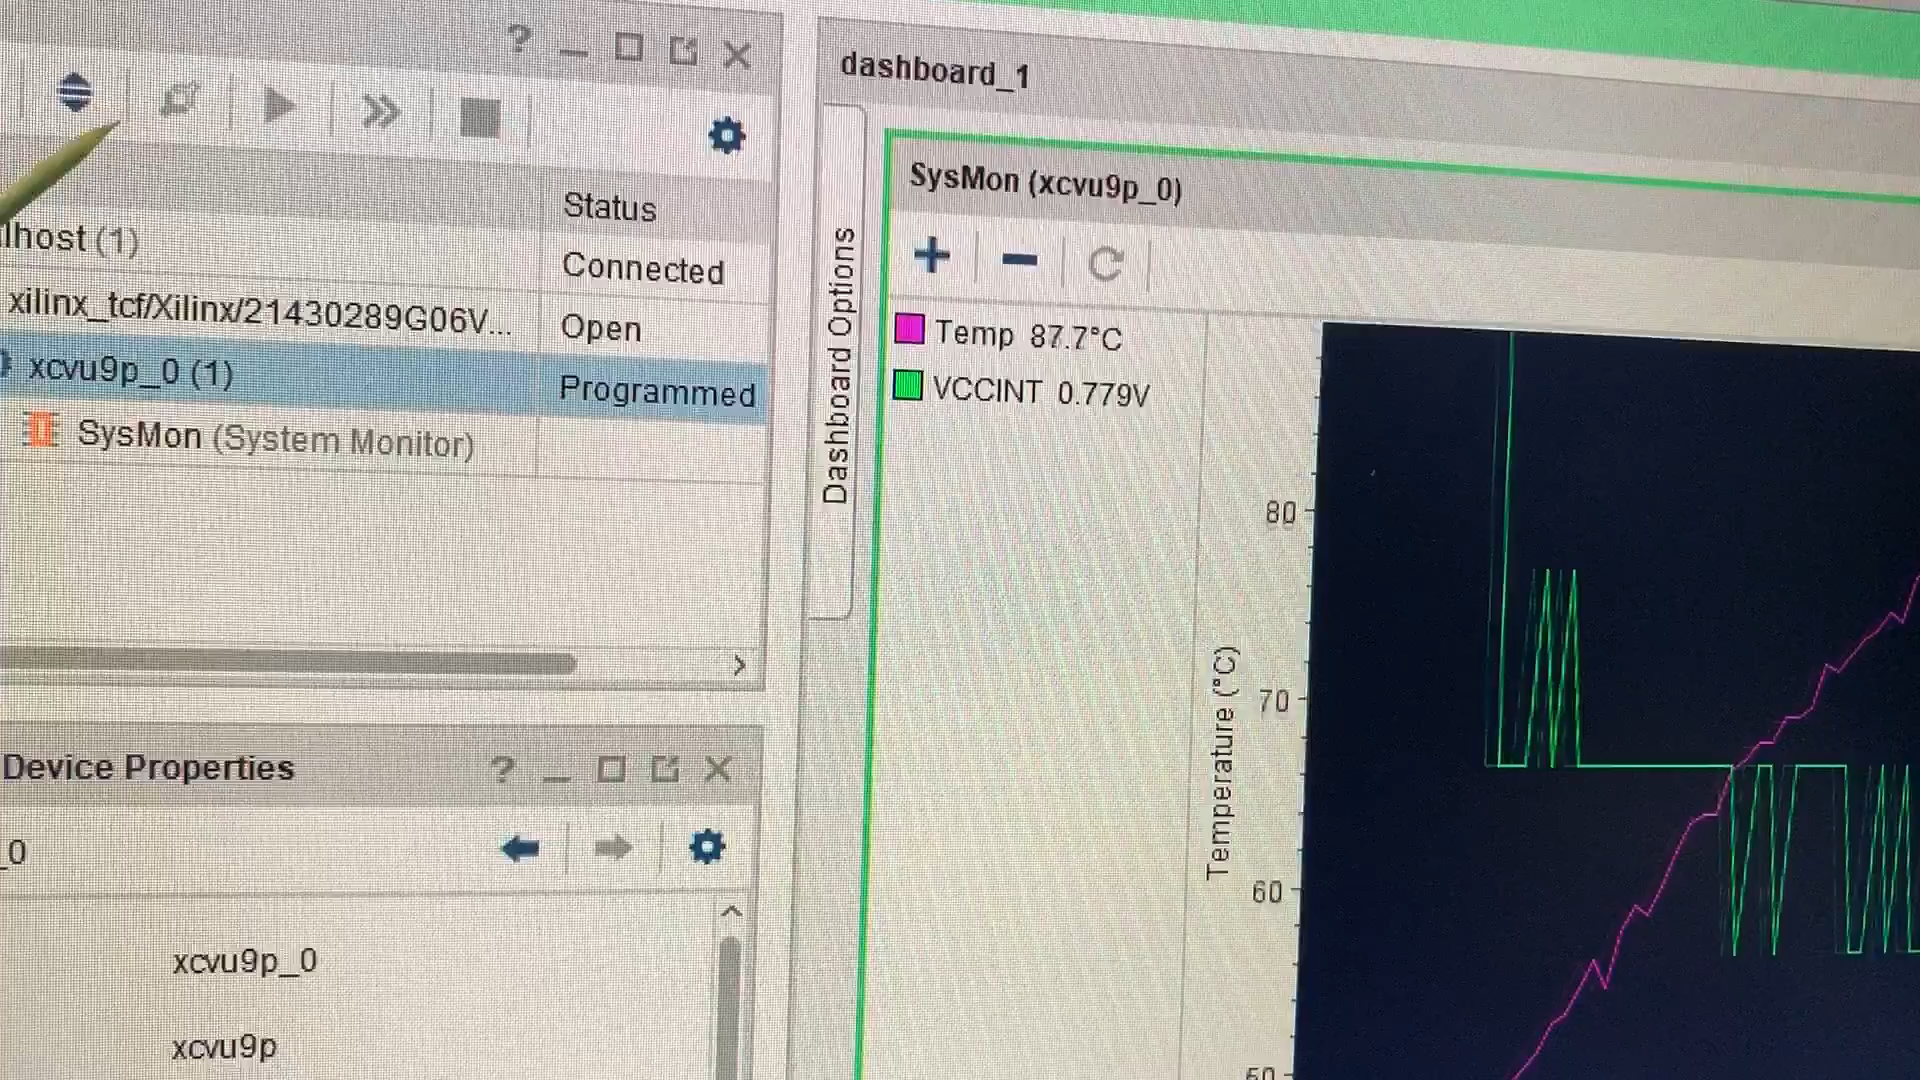 dashboard_1
SysMon (xcvu9p_0)
Status
lhost (1)
Connected
xilinx_tcf/Xilinx/21430289G06V...
Open
xcvu9p_0 (1)
Programmed
SysMon (System Monitor)
Dashboard Options
Temp 87.7°C
VCCINT 0.779V
80
70
60
50
Temperature (°C)
Device Properties
_0
xcvu9p_0
xcvu9p